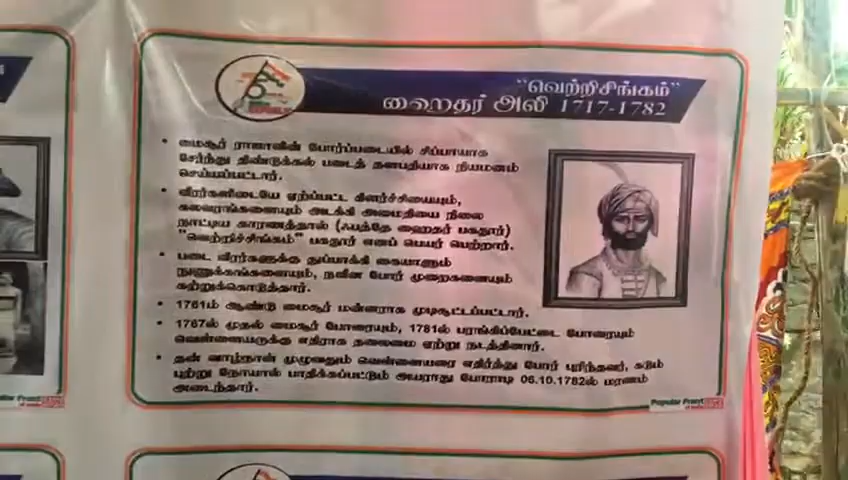 "வெற்றிசிங்கம்"
ஹைதர் அலி 1717-1782
• மைசூர் ராஜாவின் போர்ப்படையில் சிப்பாயாக
சேர்ந்து திண்டுக்கல் படைத் தளபதியாக நியமனம்
செய்யப்பட்டார்.
• வீரர்களிடையே ஏற்ப்பட்ட கிளர்ச்சியையும்,
கலவரங்களையும் அடக்கி அமைதியை நிலை
நாட்டிய காரணத்தால் (ஃபத்தே ஹைதர் பகதூர்)
"வெற்றிச்சிங்கம்" பகதூர் எனப் பெயர் பெற்றார்.
• படை வீரர்களுக்கு துப்பாக்கி கையாளும்
நுணுக்கங்களையும், நவீன போர் முறைகளையும்
கற்றுக்கொடுத்தார்.
• 1761ம் ஆண்டு மைசூர் மன்னராக முடிசூட்டப்பட்டார்.
• 1767ல் முதல் மைசூர் போரையும், 1781ல் பரங்கிப்பேட்டை போரையும்
வெள்ளையருக்கு எதிராக தலைமை ஏற்று நடத்தினார்.
• தன் வாழ்நாள் முழுவதும் வெள்ளையரை எதிர்த்து போர் புரிந்தவர், கடும்
புற்று நோயால் பாதிக்கப்பட்டும் அயராது போராடி 06.10.1782ல் மரணம்
அடைந்தார்.
Popular Front